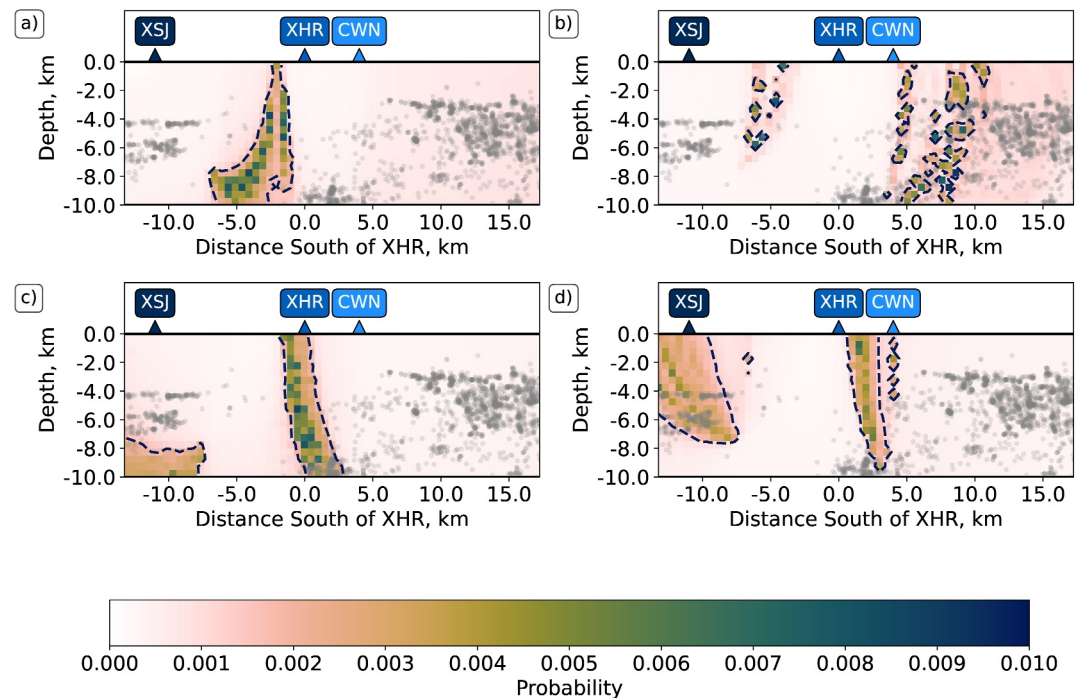 a)
XSJ XHR CWN
0.0
-2.0
-4.0
-6.0
-8.0
-10.0
Depth, km
-10.0 -5.0 0.0 5.0 10.0 15.0
Distance South of XHR, km
b)
XSJ XHR CWN
0.0
-2.0
-4.0
-6.0
-8.0
-10.0
Depth, km
-10.0 -5.0 0.0 5.0 10.0 15.0
Distance South of XHR, km
c)
XSJ XHR CWN
0.0
-2.0
-4.0
-6.0
-8.0
-10.0
Depth, km
-10.0 -5.0 0.0 5.0 10.0 15.0
Distance South of XHR, km
d)
XSJ XHR CWN
0.0
-2.0
-4.0
-6.0
-8.0
-10.0
Depth, km
-10.0 -5.0 0.0 5.0 10.0 15.0
Distance South of XHR, km
0.000 0.001 0.002 0.003 0.004 0.005 0.006 0.007 0.008 0.009 0.010
Probability